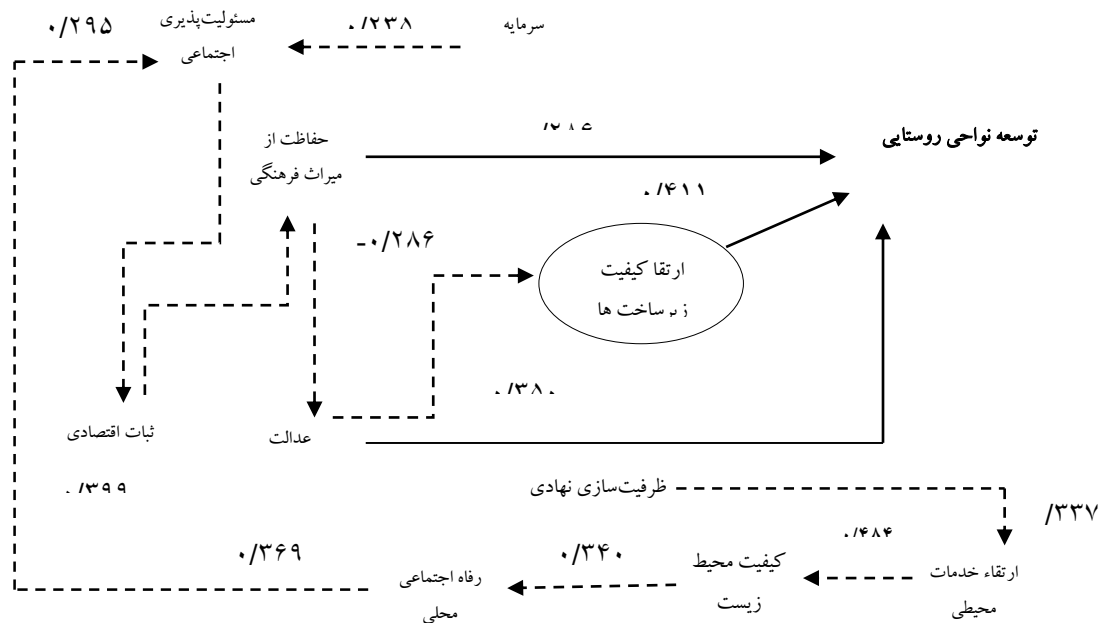 ۰/۲۹۵
مسئولیت‌پذیری
اجتماعی
۰/۲۳۸
سرمایه
حفاظت از
میراث فرهنگی
توسعه نواحی روستایی
۰/۴۱۱
-۰/۲۸۶
ارتقا کیفیت
زیرساخت ها
۰/۳۸۰
ثبات اقتصادی
عدالت
۰/۳۹۹
ظرفیت‌سازی نهادی
/۳۳۷
۰/۴۸۴
۰/۳۶۹
۰/۳۴۰
کیفیت محیط
زیست
رفاه اجتماعی
محلی
ارتقاء خدمات
محیطی